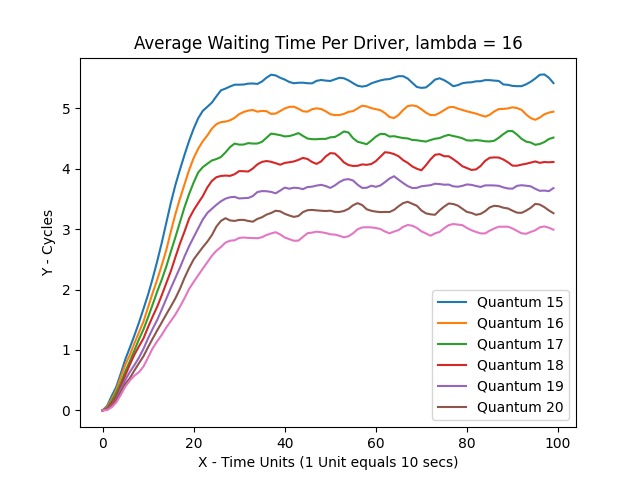 Average Waiting Time Per Driver, lambda = 16
Y - Cycles
5
4
3
2
1
0
0 20 40 60 80 100
X - Time Units (1 Unit equals 10 secs)
Quantum 15
Quantum 16
Quantum 17
Quantum 18
Quantum 19
Quantum 20